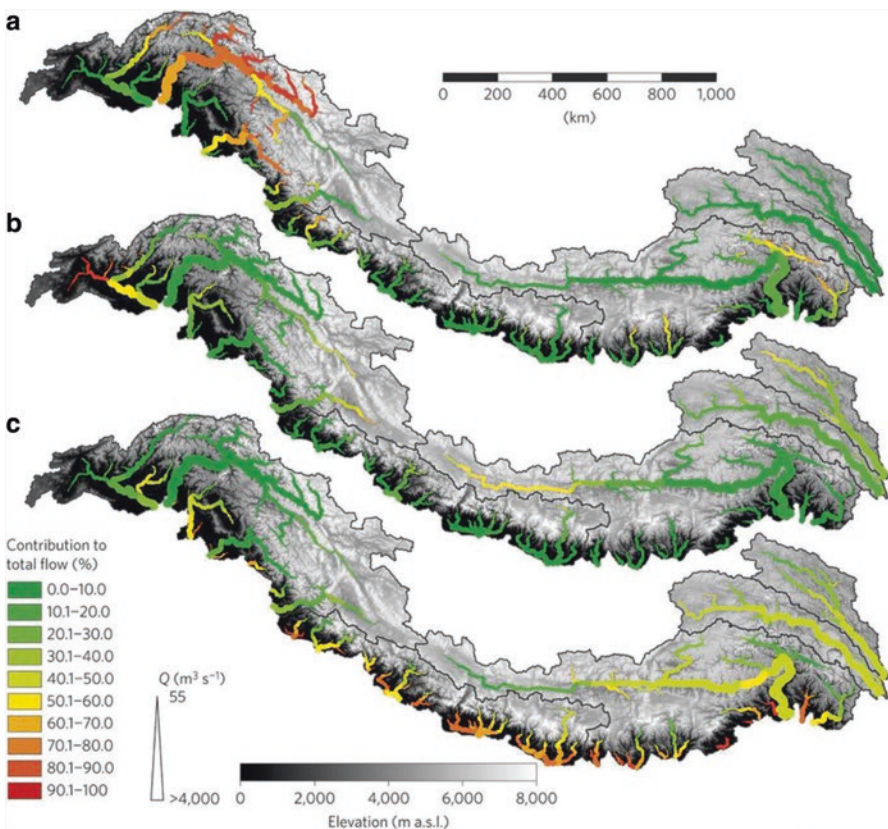 a
0 200 400 600 800 1,000
(km)
b
c
Contribution to
total flow (%)
0.0–10.0
10.1–20.0
20.1–30.0
30.1–40.0
40.1–50.0
50.1–60.0
60.1–70.0
70.1–80.0
80.1–90.0
90.1–100
Q (m³ s⁻¹)
55
>4,000
0 2,000 4,000 6,000 8,000
Elevation (m a.s.l.)